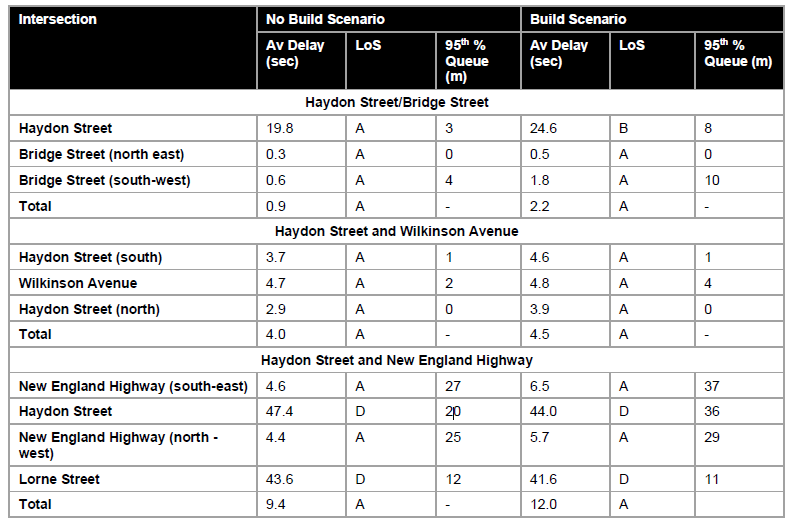 Intersection No Build Scenario Build Scenario
Av Delay (sec) LoS 95th % Queue (m) Av Delay (sec) LoS 95th % Queue (m)
Haydon Street/Bridge Street
Haydon Street 19.8 A 3 24.6 B 8
Bridge Street (north east) 0.3 A 0 0.5 A 0
Bridge Street (south-west) 0.6 A 4 1.8 A 10
Total 0.9 A - 2.2 A -
Haydon Street and Wilkinson Avenue
Haydon Street (south) 3.7 A 1 4.6 A 1
Wilkinson Avenue 4.7 A 2 4.8 A 4
Haydon Street (north) 2.9 A 0 3.9 A 0
Total 4.0 A - 4.5 A -
Haydon Street and New England Highway
New England Highway (south-east) 4.6 A 27 6.5 A 37
Haydon Street 47.4 D 20 44.0 D 36
New England Highway (north - west) 4.4 A 25 5.7 A 29
Lorne Street 43.6 D 12 41.6 D 11
Total 9.4 A - 12.0 A